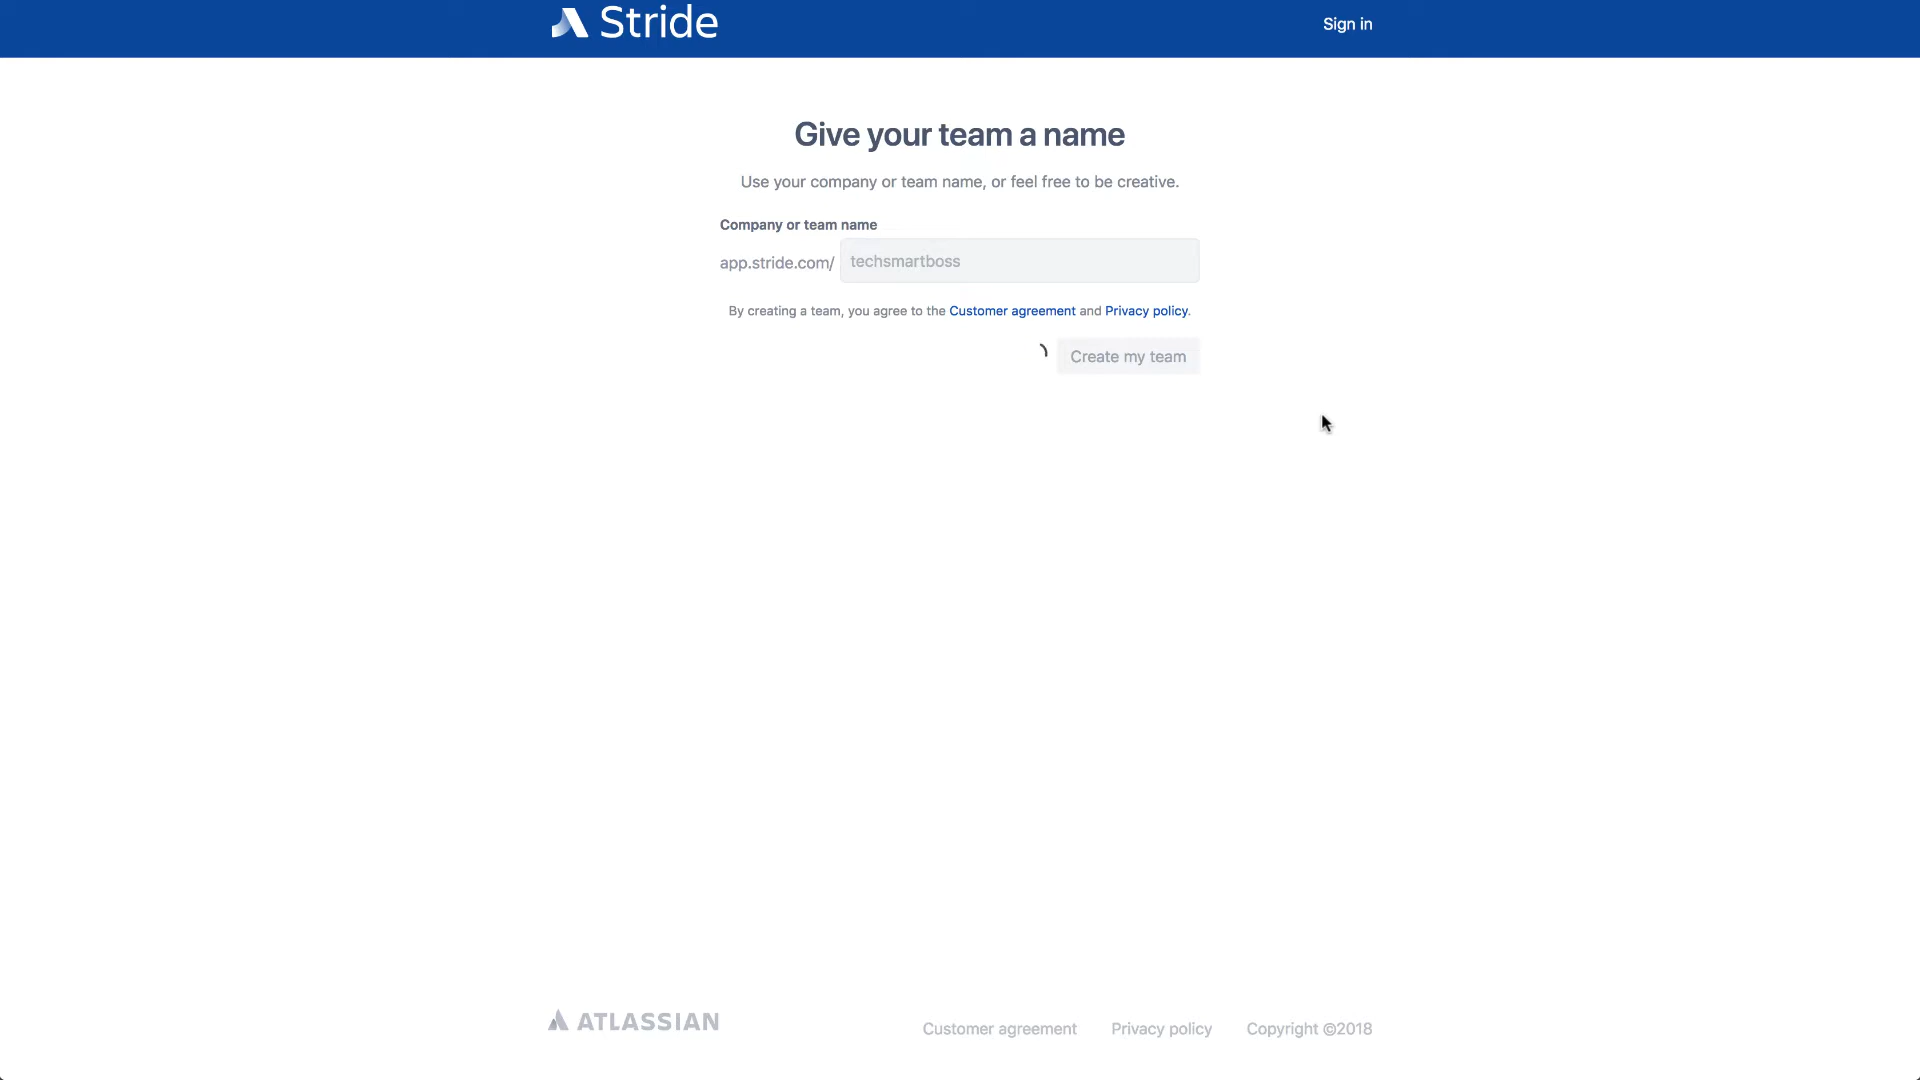 Stride
Sign in
Give your team a name
Use your company or team name, or feel free to be creative.
Company or team name
app.stride.com/ techsmartboss
By creating a team, you agree to the Customer agreement and Privacy policy.
Create my team
ATLASSIAN
Customer agreement Privacy policy Copyright ©2018